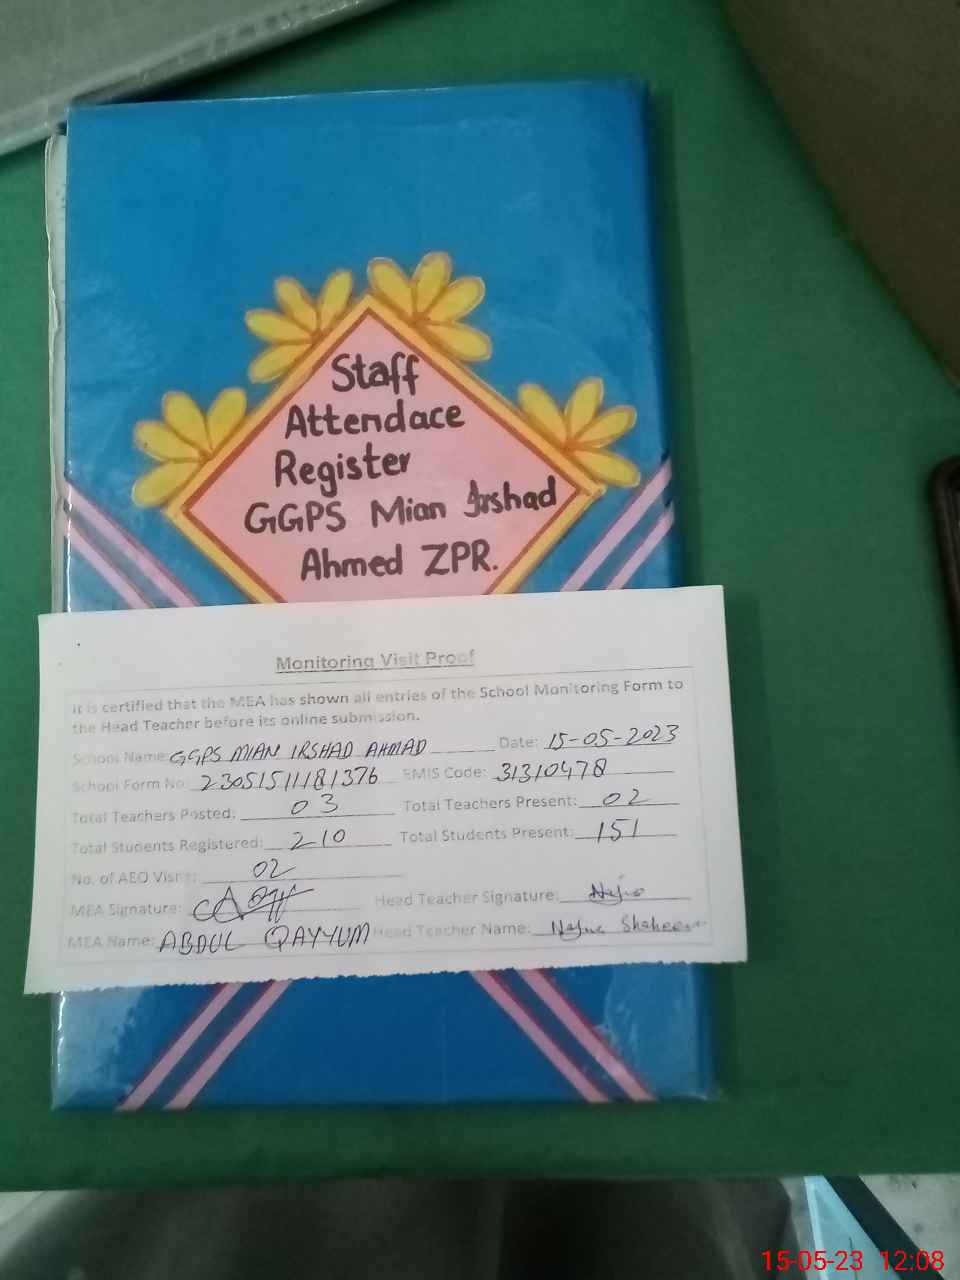 Staff
Attendace
Register
GGPS Mian Irshad
Ahmed ZPR.
Monitoring Visit Proof
It is certified that the MEA has shown all entries of the School Monitoring Form to
the Head Teacher before its online submission.
School Name: GGPS MIAN IRSHAD AHMAD Date: 15-05-2023
School Form No: 23051511181376 EMIS Code: 31310478
Total Teachers Posted: 03 Total Teachers Present: 02
Total Students Registered: 210 Total Students Present: 151
No. of AEO Visits: 02
MEA Signature: Head Teacher Signature:
MEA Name: ABDUL QAYYUM Head Teacher Name: Shaheen
15-05-23 12:08